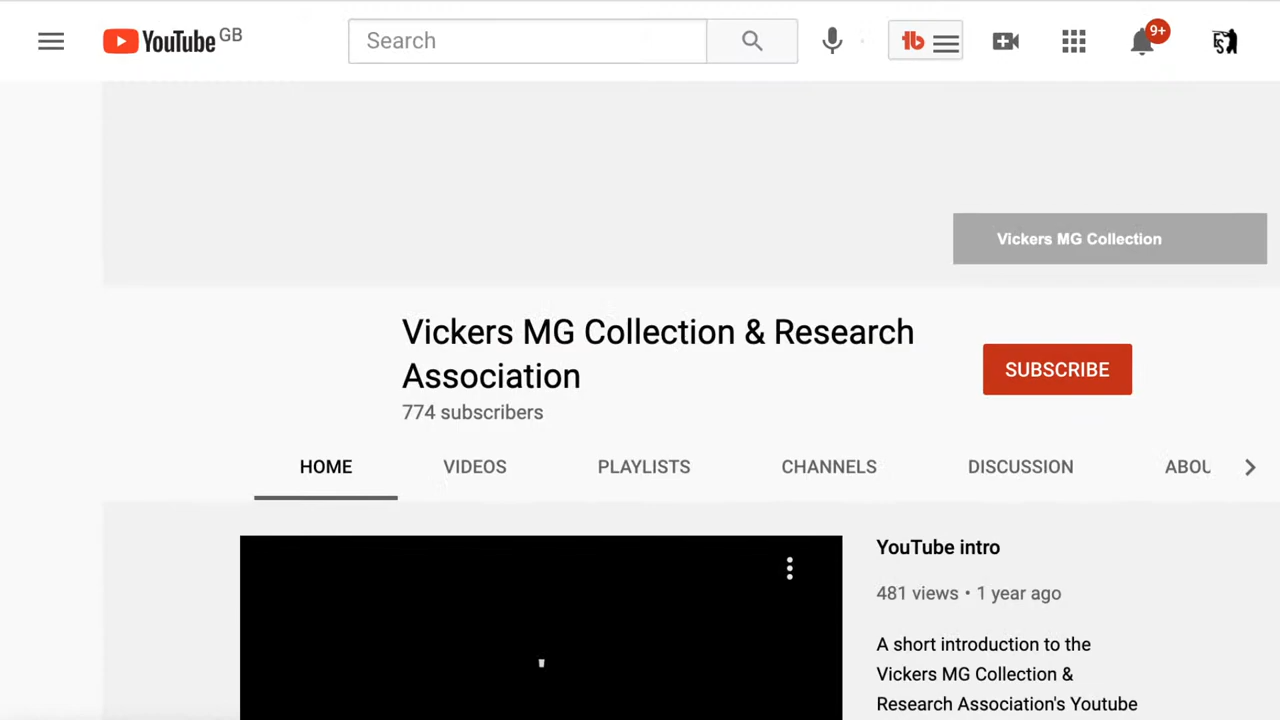 YouTube GB
Search
9+
Vickers MG Collection
Vickers MG Collection & Research
Association
774 subscribers
SUBSCRIBE
HOME VIDEOS PLAYLISTS CHANNELS DISCUSSION ABOU
YouTube intro
481 views • 1 year ago
A short introduction to the
Vickers MG Collection &
Research Association's Youtube